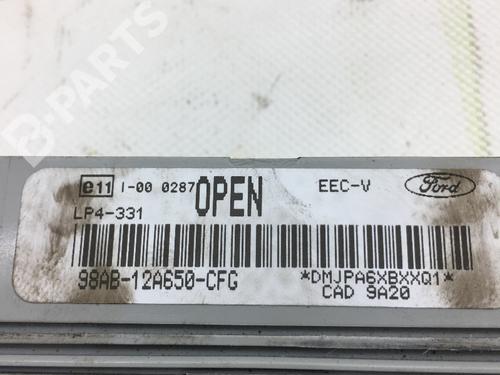 B-PARTS
e11 I-00 0287 OPEN EEC-V Ford
LP4-331
98AB-12A650-CFG *DMJPA6XBXXQ1*
CAD 9A20